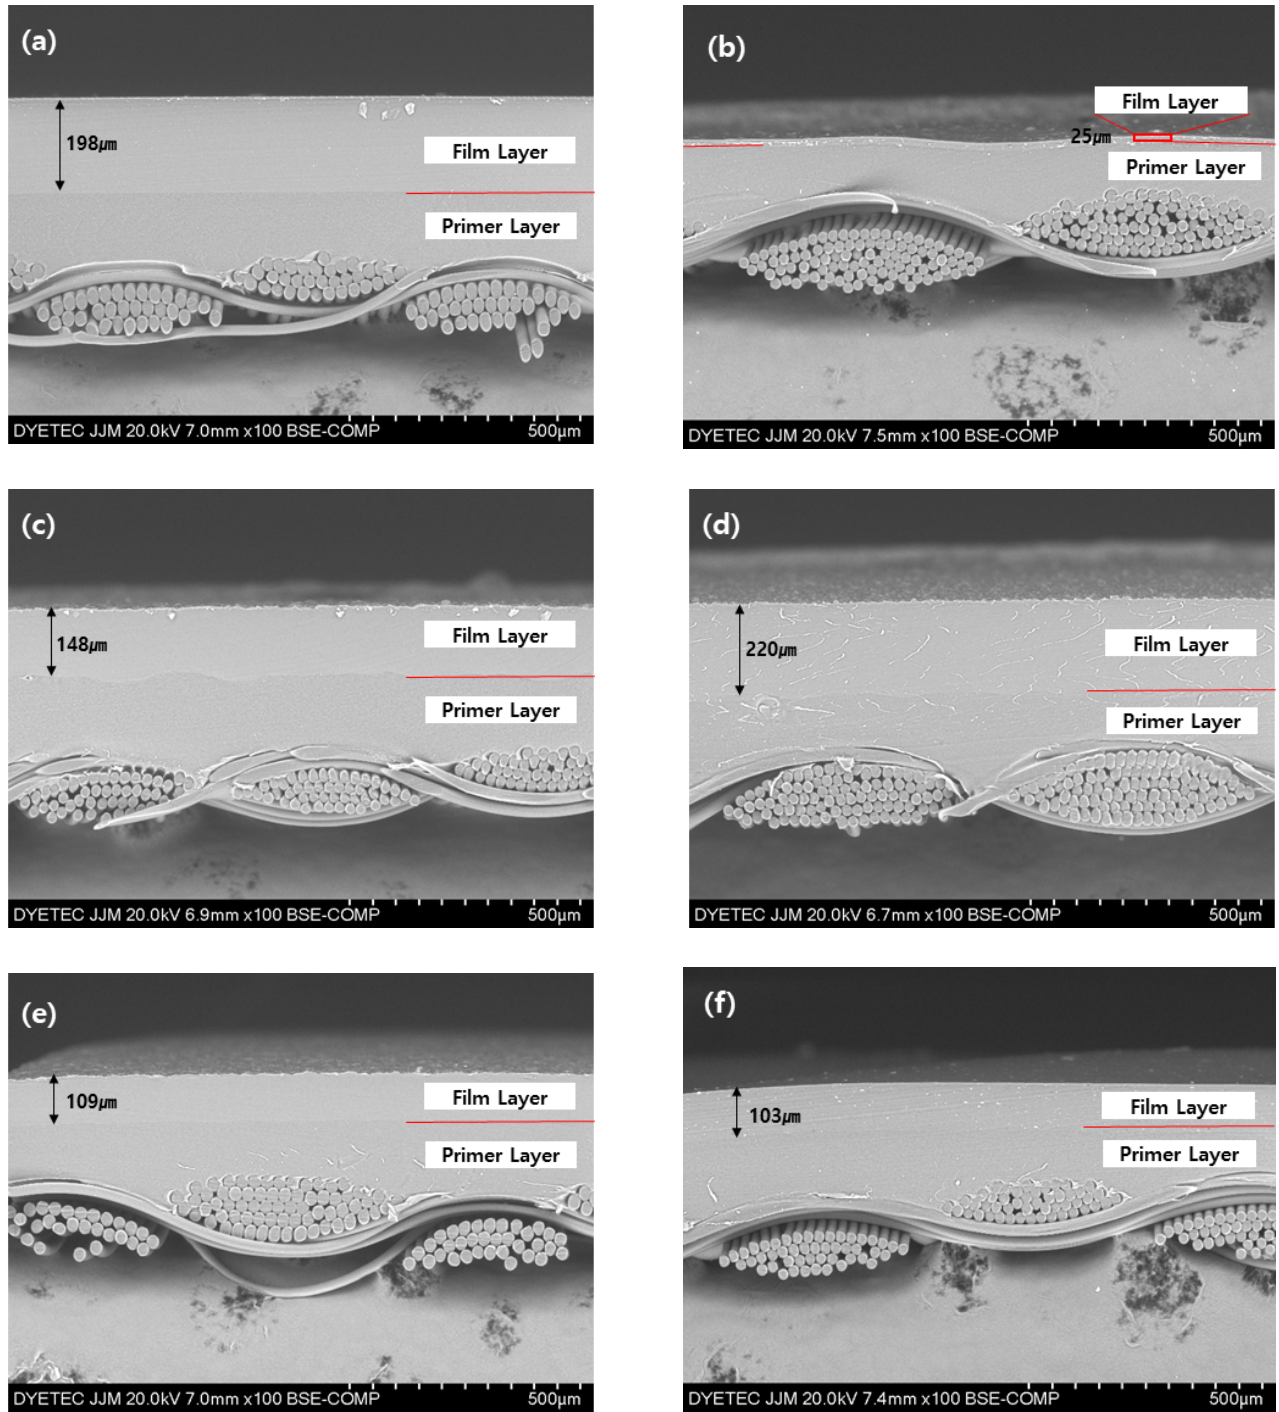 (a)
198㎛
Film Layer
Primer Layer
DYETEC JJM 20.0kV 7.0mm x100 BSE-COMP 500µm
(b)
Film Layer
25㎛
Primer Layer
DYETEC JJM 20.0kV 7.5mm x100 BSE-COMP 500µm
(c)
148㎛
Film Layer
Primer Layer
DYETEC JJM 20.0kV 6.9mm x100 BSE-COMP 500µm
(d)
220㎛
Film Layer
Primer Layer
DYETEC JJM 20.0kV 6.7mm x100 BSE-COMP 500µm
(e)
109㎛
Film Layer
Primer Layer
DYETEC JJM 20.0kV 7.0mm x100 BSE-COMP 500µm
(f)
103㎛
Film Layer
Primer Layer
DYETEC JJM 20.0kV 7.4mm x100 BSE-COMP 500µm